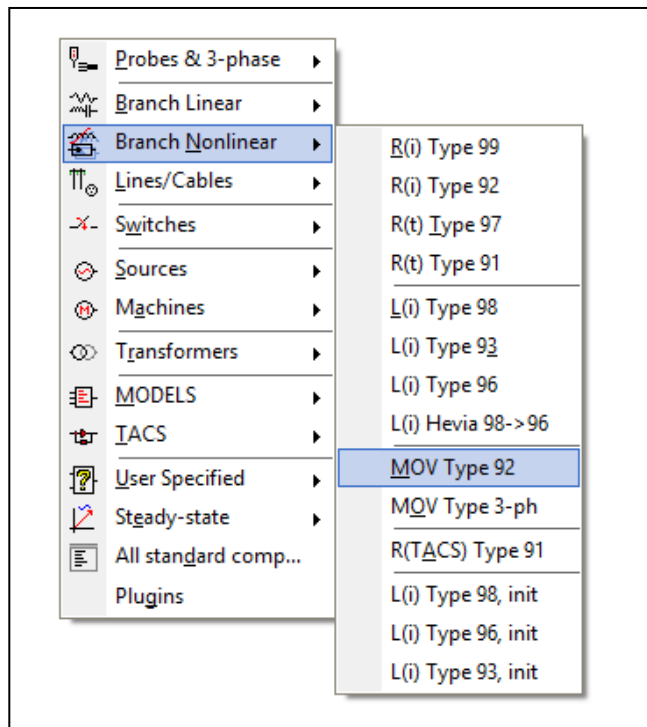 Probes & 3-phase
Branch Linear
Branch Nonlinear
Lines/Cables
Switches
Sources
Machines
Transformers
MODELS
TACS
User Specified
Steady-state
All standard comp...
Plugins
R(i) Type 99
R(i) Type 92
R(t) Type 97
R(t) Type 91
L(i) Type 98
L(i) Type 93
L(i) Type 96
L(i) Hevia 98->96
MOV Type 92
MOV Type 3-ph
R(TACS) Type 91
L(i) Type 98, init
L(i) Type 96, init
L(i) Type 93, init